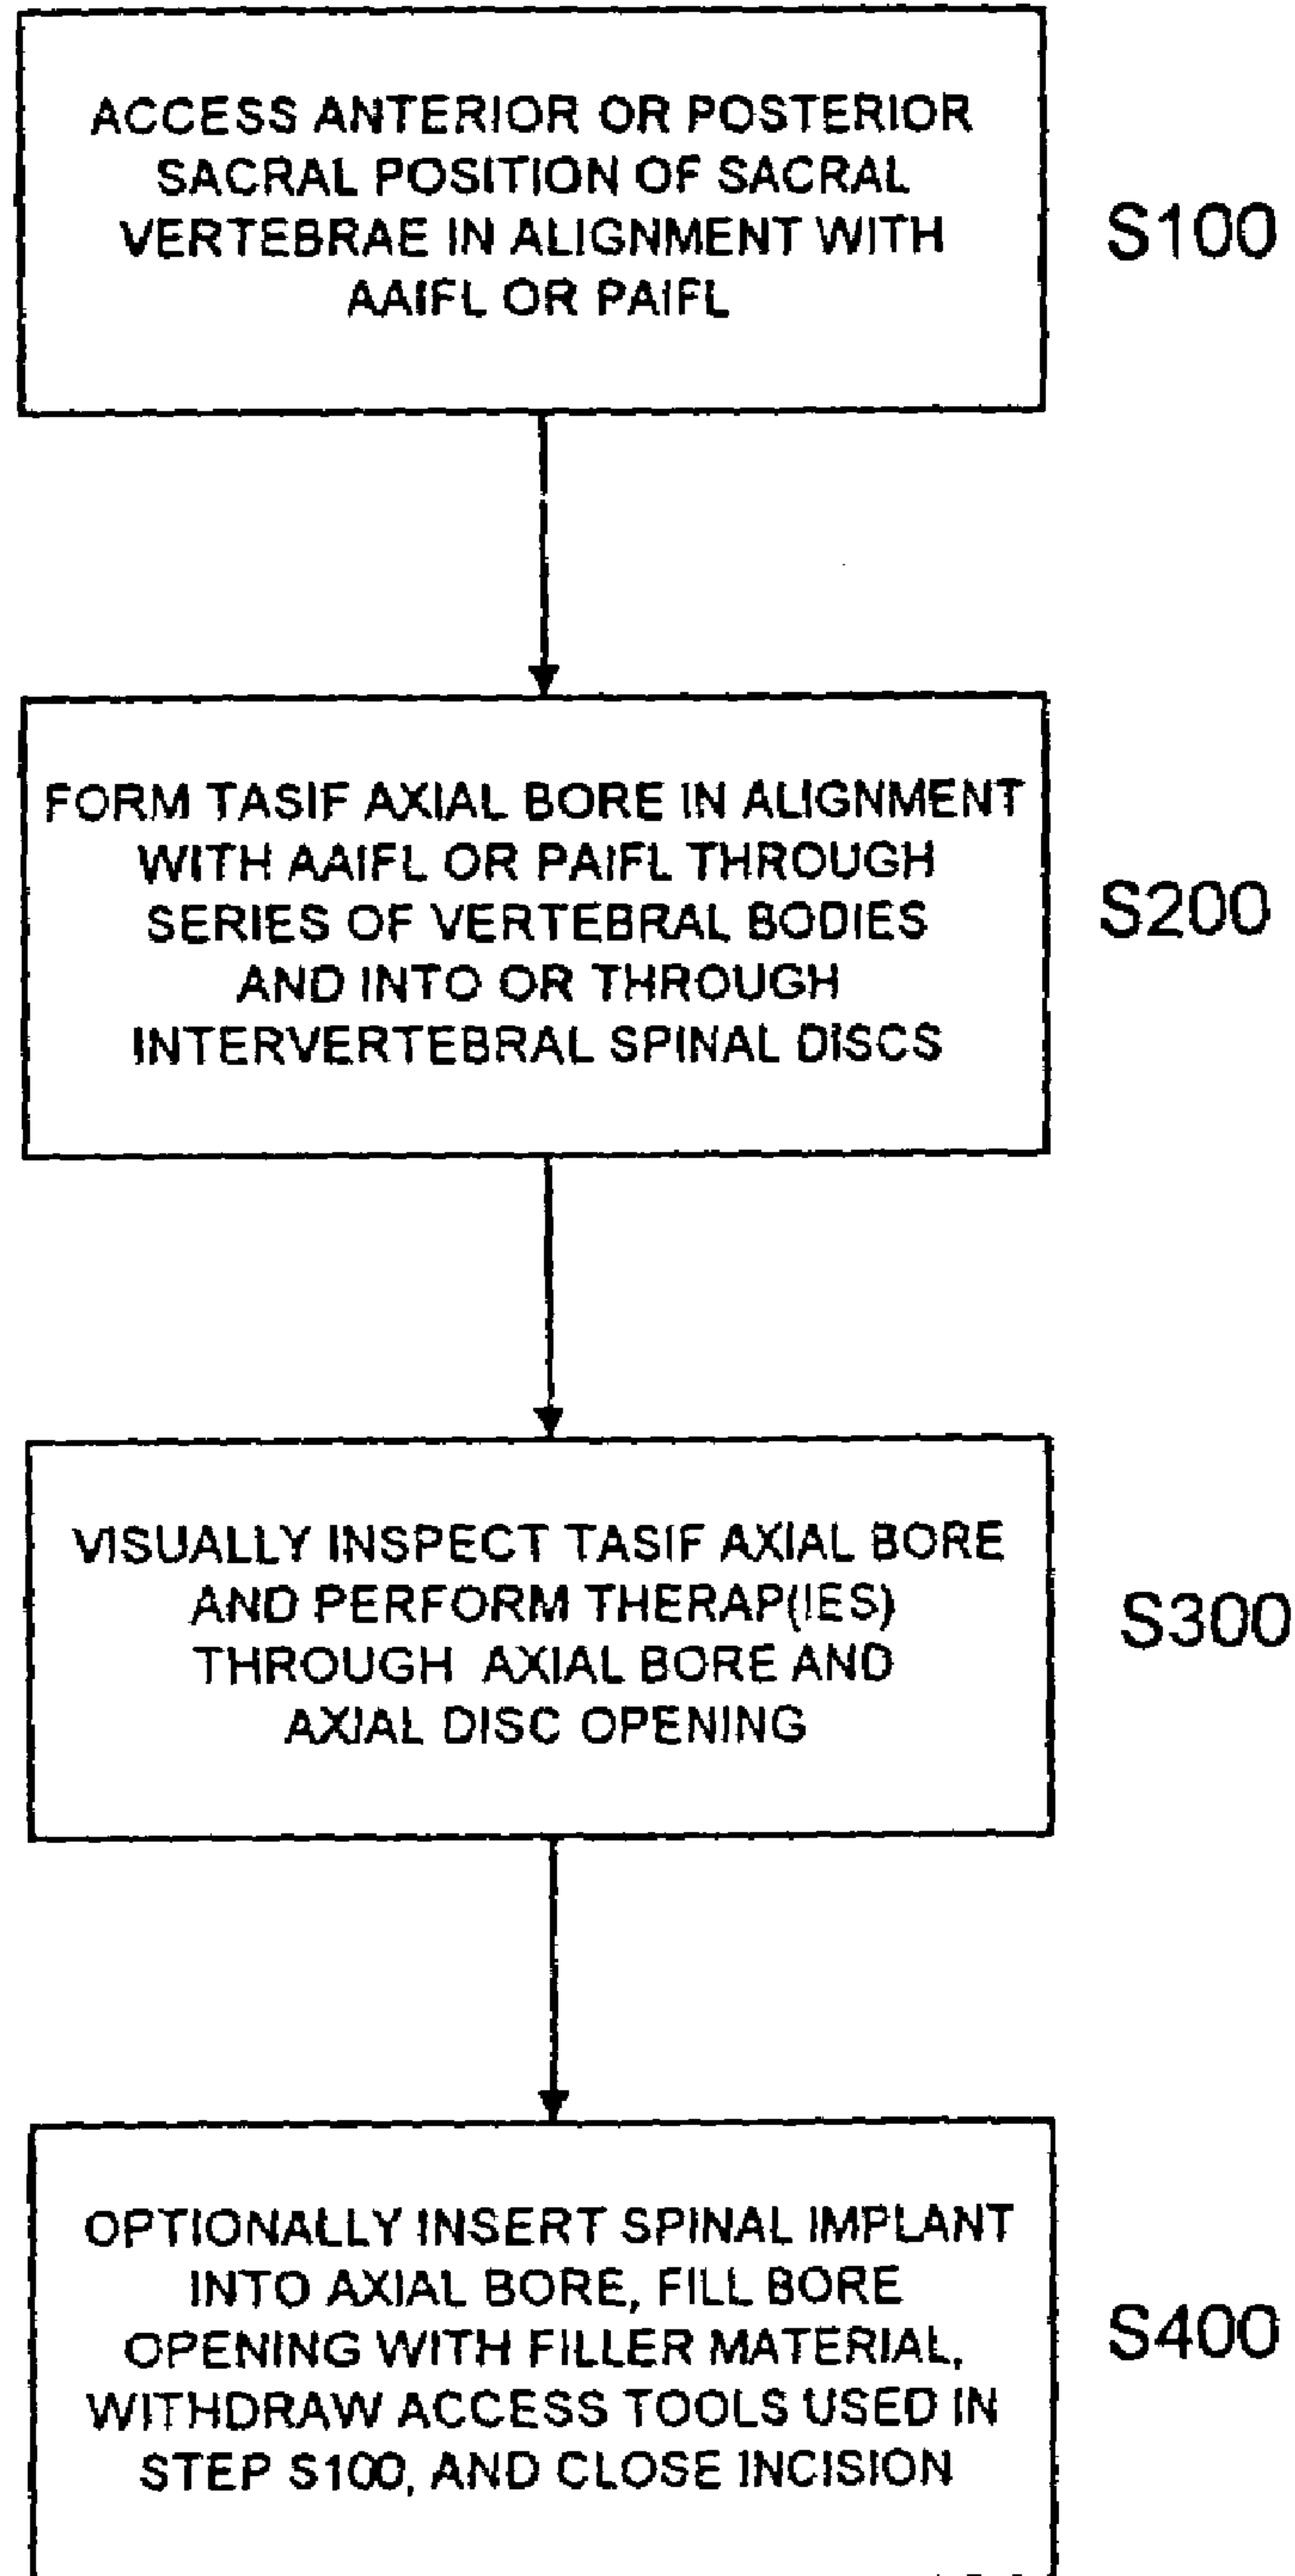 ACCESS ANTERIOR OR POSTERIOR
SACRAL POSITION OF SACRAL
VERTEBRAE IN ALIGNMENT WITH
AAIFL OR PAIFL
S100
FORM TASIF AXIAL BORE IN ALIGNMENT
WITH AAIFL OR PAIFL THROUGH
SERIES OF VERTEBRAL BODIES
AND INTO OR THROUGH
INTERVERTEBRAL SPINAL DISCS
S200
VISUALLY INSPECT TASIF AXIAL BORE
AND PERFORM THERAP(IES)
THROUGH AXIAL BORE AND
AXIAL DISC OPENING
S300
OPTIONALLY INSERT SPINAL IMPLANT
INTO AXIAL BORE, FILL BORE
OPENING WITH FILLER MATERIAL,
WITHDRAW ACCESS TOOLS USED IN
STEP S100, AND CLOSE INCISION
S400